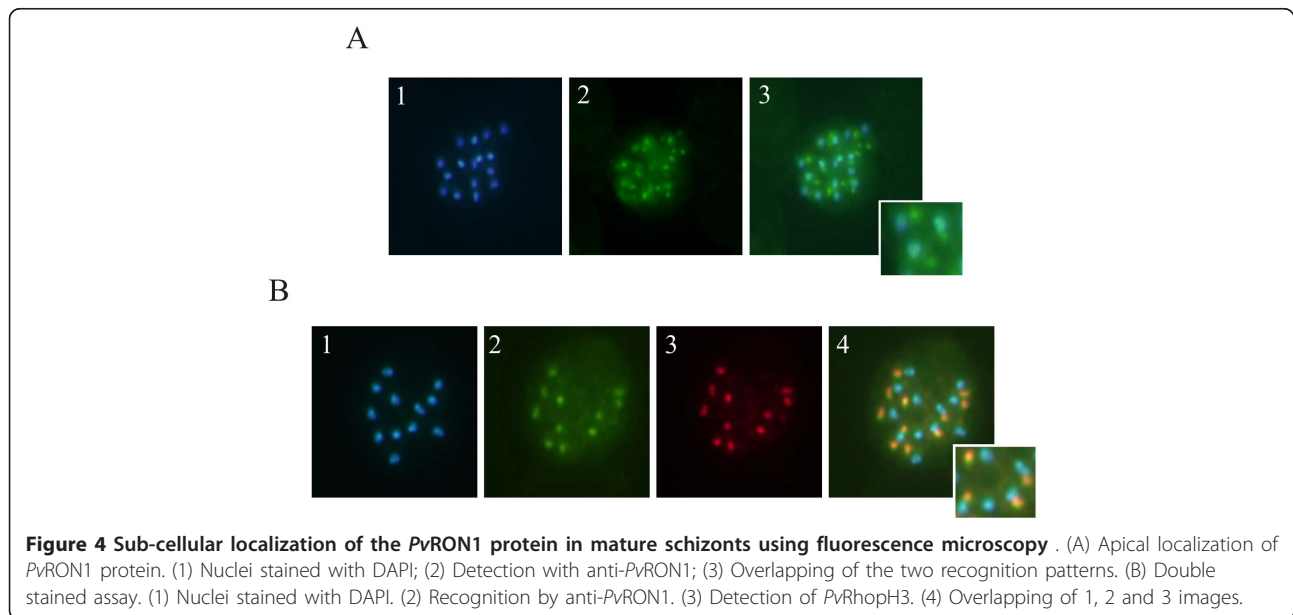 A
1
2
3
B
1
2
3
4
Figure 4 Sub-cellular localization of the PvRON1 protein in mature schizonts using fluorescence microscopy . (A) Apical localization of
PvRON1 protein. (1) Nuclei stained with DAPI; (2) Detection with anti-PvRON1; (3) Overlapping of the two recognition patterns. (B) Double
stained assay. (1) Nuclei stained with DAPI. (2) Recognition by anti-PvRON1. (3) Detection of PvRhopH3. (4) Overlapping of 1, 2 and 3 images.